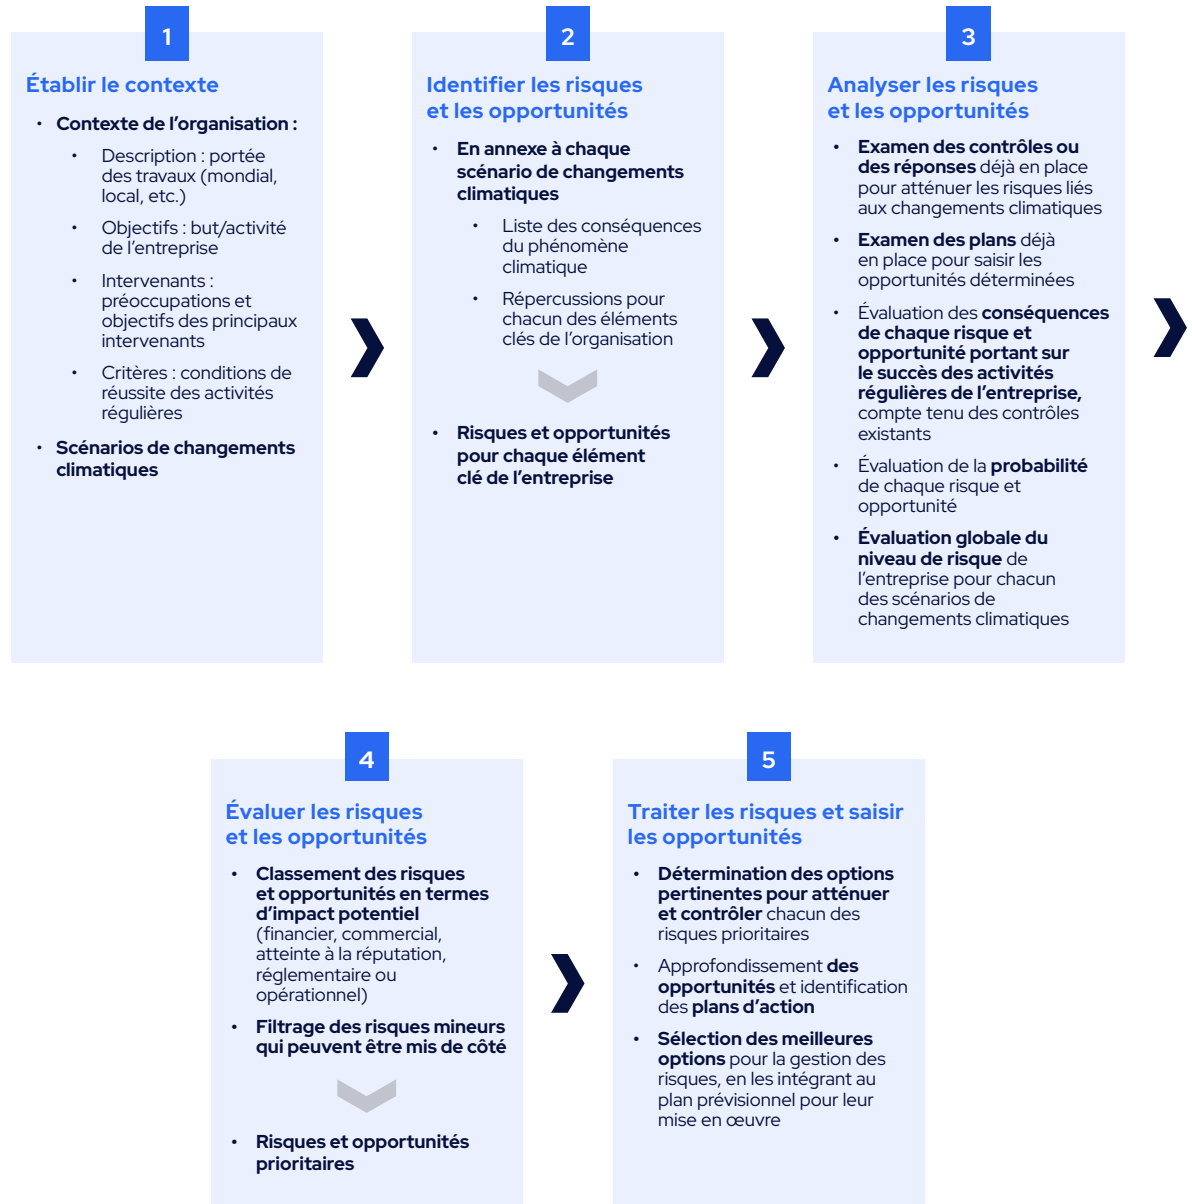 1
Établir le contexte
• Contexte de l’organisation :
• Description : portée
des travaux (mondial,
local, etc.)
• Objectifs : but/activité
de l’entreprise
• Intervenants :
préoccupations et
objectifs des principaux
intervenants
• Critères : conditions de
réussite des activités
régulières
• Scénarios de changements
climatiques
2
Identifier les risques
et les opportunités
• En annexe à chaque
scénario de changements
climatiques
• Liste des conséquences
du phénomène
climatique
• Répercussions pour
chacun des éléments
clés de l’organisation
• Risques et opportunités
pour chaque élément
clé de l’entreprise
3
Analyser les risques
et les opportunités
• Examen des contrôles ou
des réponses déjà en place
pour atténuer les risques liés
aux changements climatiques
• Examen des plans déjà
en place pour saisir les
opportunités déterminées
• Évaluation des conséquences
de chaque risque et
opportunité portant sur
le succès des activités
régulières de l’entreprise,
compte tenu des contrôles
existants
• Évaluation de la probabilité
de chaque risque et
opportunité
• Évaluation globale du
niveau de risque de
l’entreprise pour chacun
des scénarios de
changements climatiques
4
Évaluer les risques
et les opportunités
• Classement des risques
et opportunités en termes
d’impact potentiel
(financier, commercial,
atteinte à la réputation,
réglementaire ou
opérationnel)
• Filtrage des risques mineurs
qui peuvent être mis de côté
• Risques et opportunités
prioritaires
5
Traiter les risques et saisir
les opportunités
• Détermination des options
pertinentes pour atténuer
et contrôler chacun des
risques prioritaires
• Approfondissement des
opportunités et identification
des plans d’action
• Sélection des meilleures
options pour la gestion des
risques, en les intégrant au
plan prévisionnel pour leur
mise en œuvre